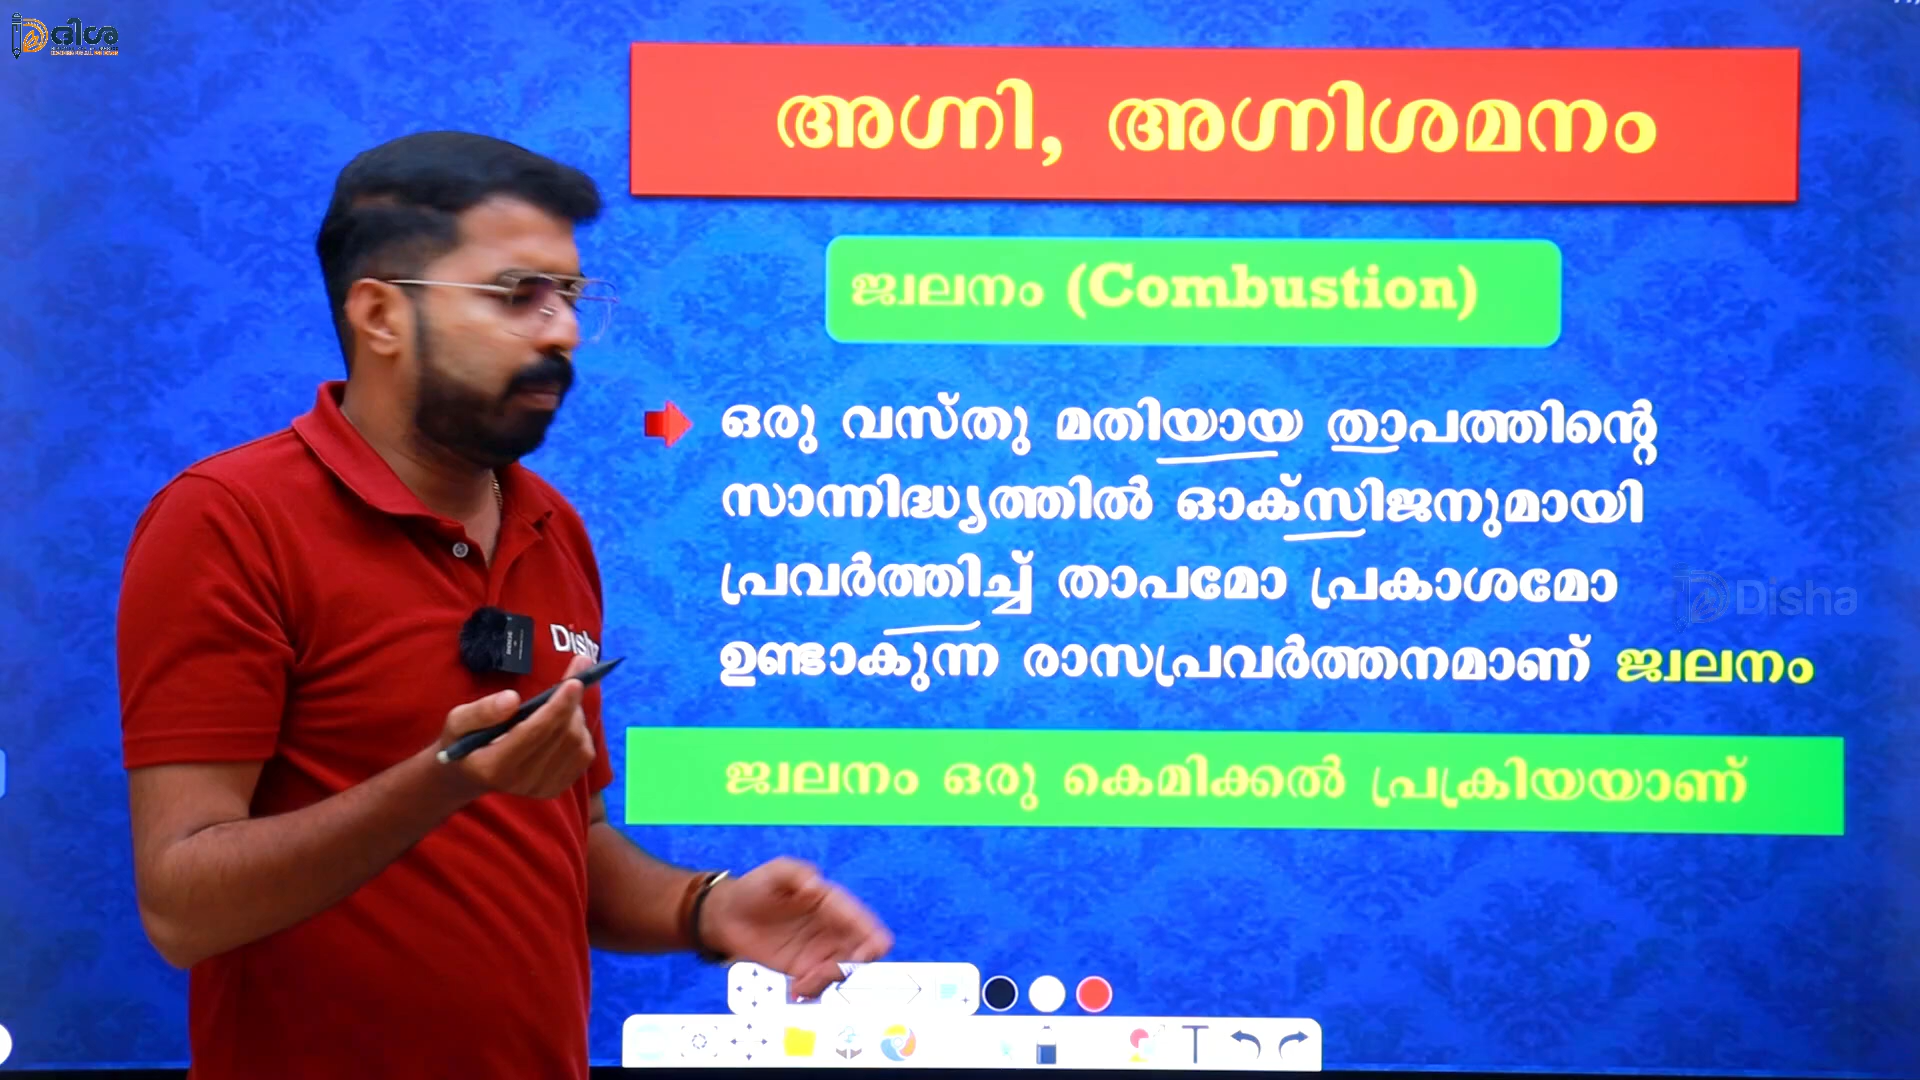 ദിശ
അഗ്നി, അഗ്നിശമനം
ജ്വലനം (Combustion)
ഒരു വസ്തു മതിയായ താപത്തിന്റെ
സാന്നിദ്ധ്യത്തിൽ ഓക്സിജനുമായി
പ്രവർത്തിച്ച് താപമോ പ്രകാശമോ
ഉണ്ടാകുന്ന രാസപ്രവർത്തനമാണ് ജ്വലനം
ജ്വലനം ഒരു കെമിക്കൽ പ്രക്രിയയാണ്
Disha
Disha
T